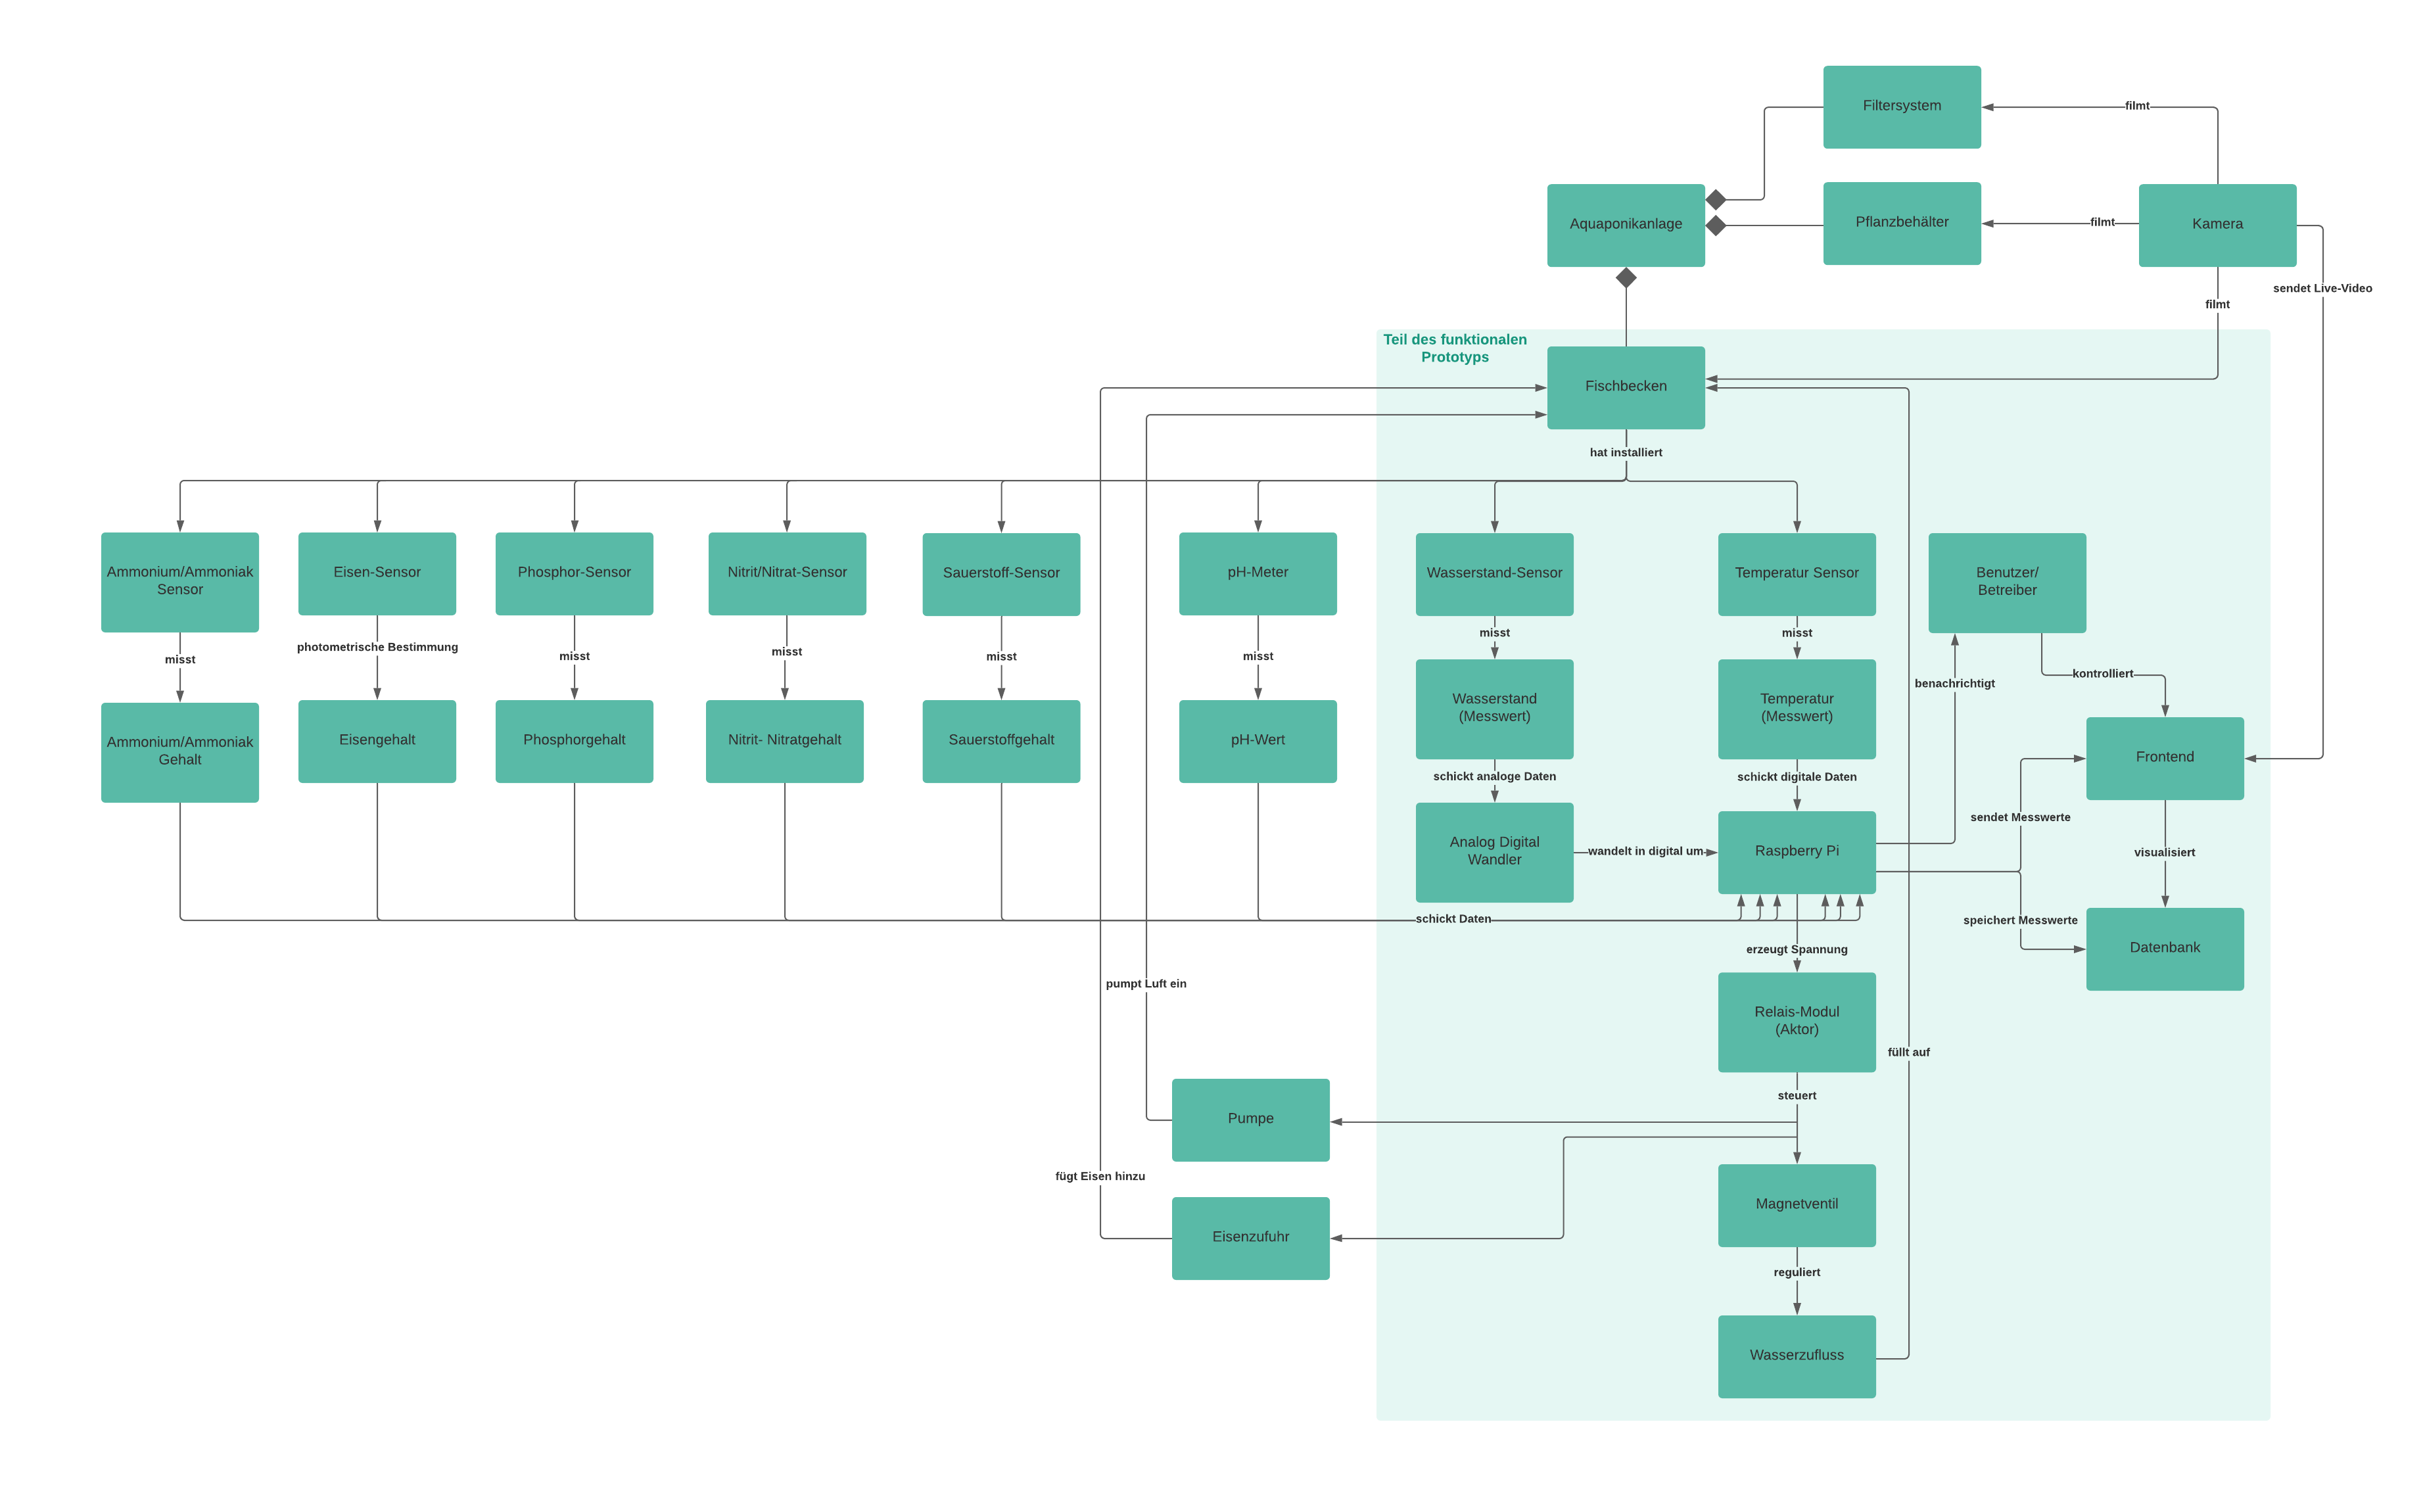 Filtersystem
filmt
Aquaponikanlage
Pflanzbehälter
filmt
Kamera
sendet Live-Video
filmt
Teil des funktionalen
Prototyps
Fischbecken
hat installiert
Ammonium/Ammoniak
Sensor
Eisen-Sensor
Phosphor-Sensor
Nitrit/Nitrat-Sensor
Sauerstoff-Sensor
pH-Meter
Wasserstand-Sensor
Temperatur Sensor
Benutzer/
Betreiber
misst
photometrische Bestimmung
misst
misst
misst
misst
misst
misst
kontrolliert
benachrichtigt
Ammonium/Ammoniak
Gehalt
Eisengehalt
Phosphorgehalt
Nitrit- Nitratgehalt
Sauerstoffgehalt
pH-Wert
Wasserstand
(Messwert)
Temperatur
(Messwert)
Frontend
schickt analoge Daten
schickt digitale Daten
sendet Messwerte
Analog Digital
Wandler
wandelt in digital um
Raspberry Pi
visualisiert
schickt Daten
speichert Messwerte
erzeugt Spannung
Datenbank
pumpt Luft ein
Relais-Modul
(Aktor)
füllt auf
steuert
Pumpe
fügt Eisen hinzu
Magnetventil
Eisenzufuhr
reguliert
Wasserzufluss